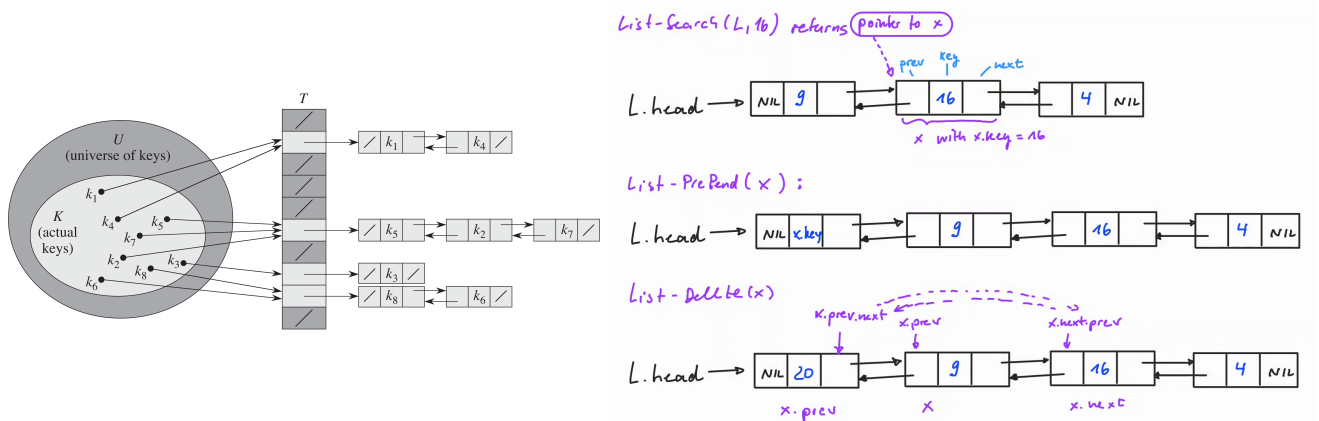 T
U
(universe of keys)
K
(actual
keys)
k1
k4
k5
k7
k2
k8
k3
k6
/
/ k1 k4 /
/
/
/
/ k5 k2 k7 /
/
/ k3 /
/ k8 k6 /
/
List-Search(L,16) returns pointer to x
prev key next
L.head NIL 9 16 4 NIL
x with x.key = 16
List-Prepend(x) :
L.head NIL x.key 9 16 4 NIL
List-Delete(x)
x.prev.next x.prev x.next.prev
L.head NIL 20 9 16 4 NIL
x.prev x x.next